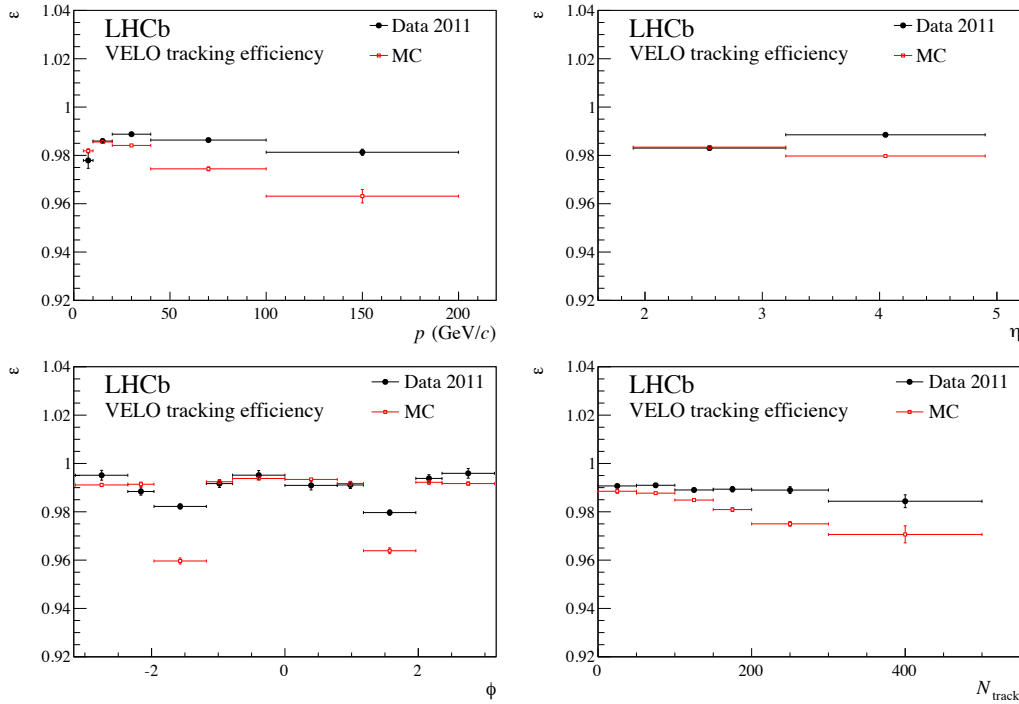 ε
1.04
1.02
1
0.98
0.96
0.94
0.92
LHCb
VELO tracking efficiency
Data 2011
MC
0 50 100 150 200
p (GeV/c)
ε
1.04
1.02
1
0.98
0.96
0.94
0.92
LHCb
VELO tracking efficiency
Data 2011
MC
2 3 4 5
η
ε
1.04
1.02
1
0.98
0.96
0.94
0.92
LHCb
VELO tracking efficiency
Data 2011
MC
-2 0 2
ϕ
ε
1.04
1.02
1
0.98
0.96
0.94
0.92
LHCb
VELO tracking efficiency
Data 2011
MC
0 200 400
N track